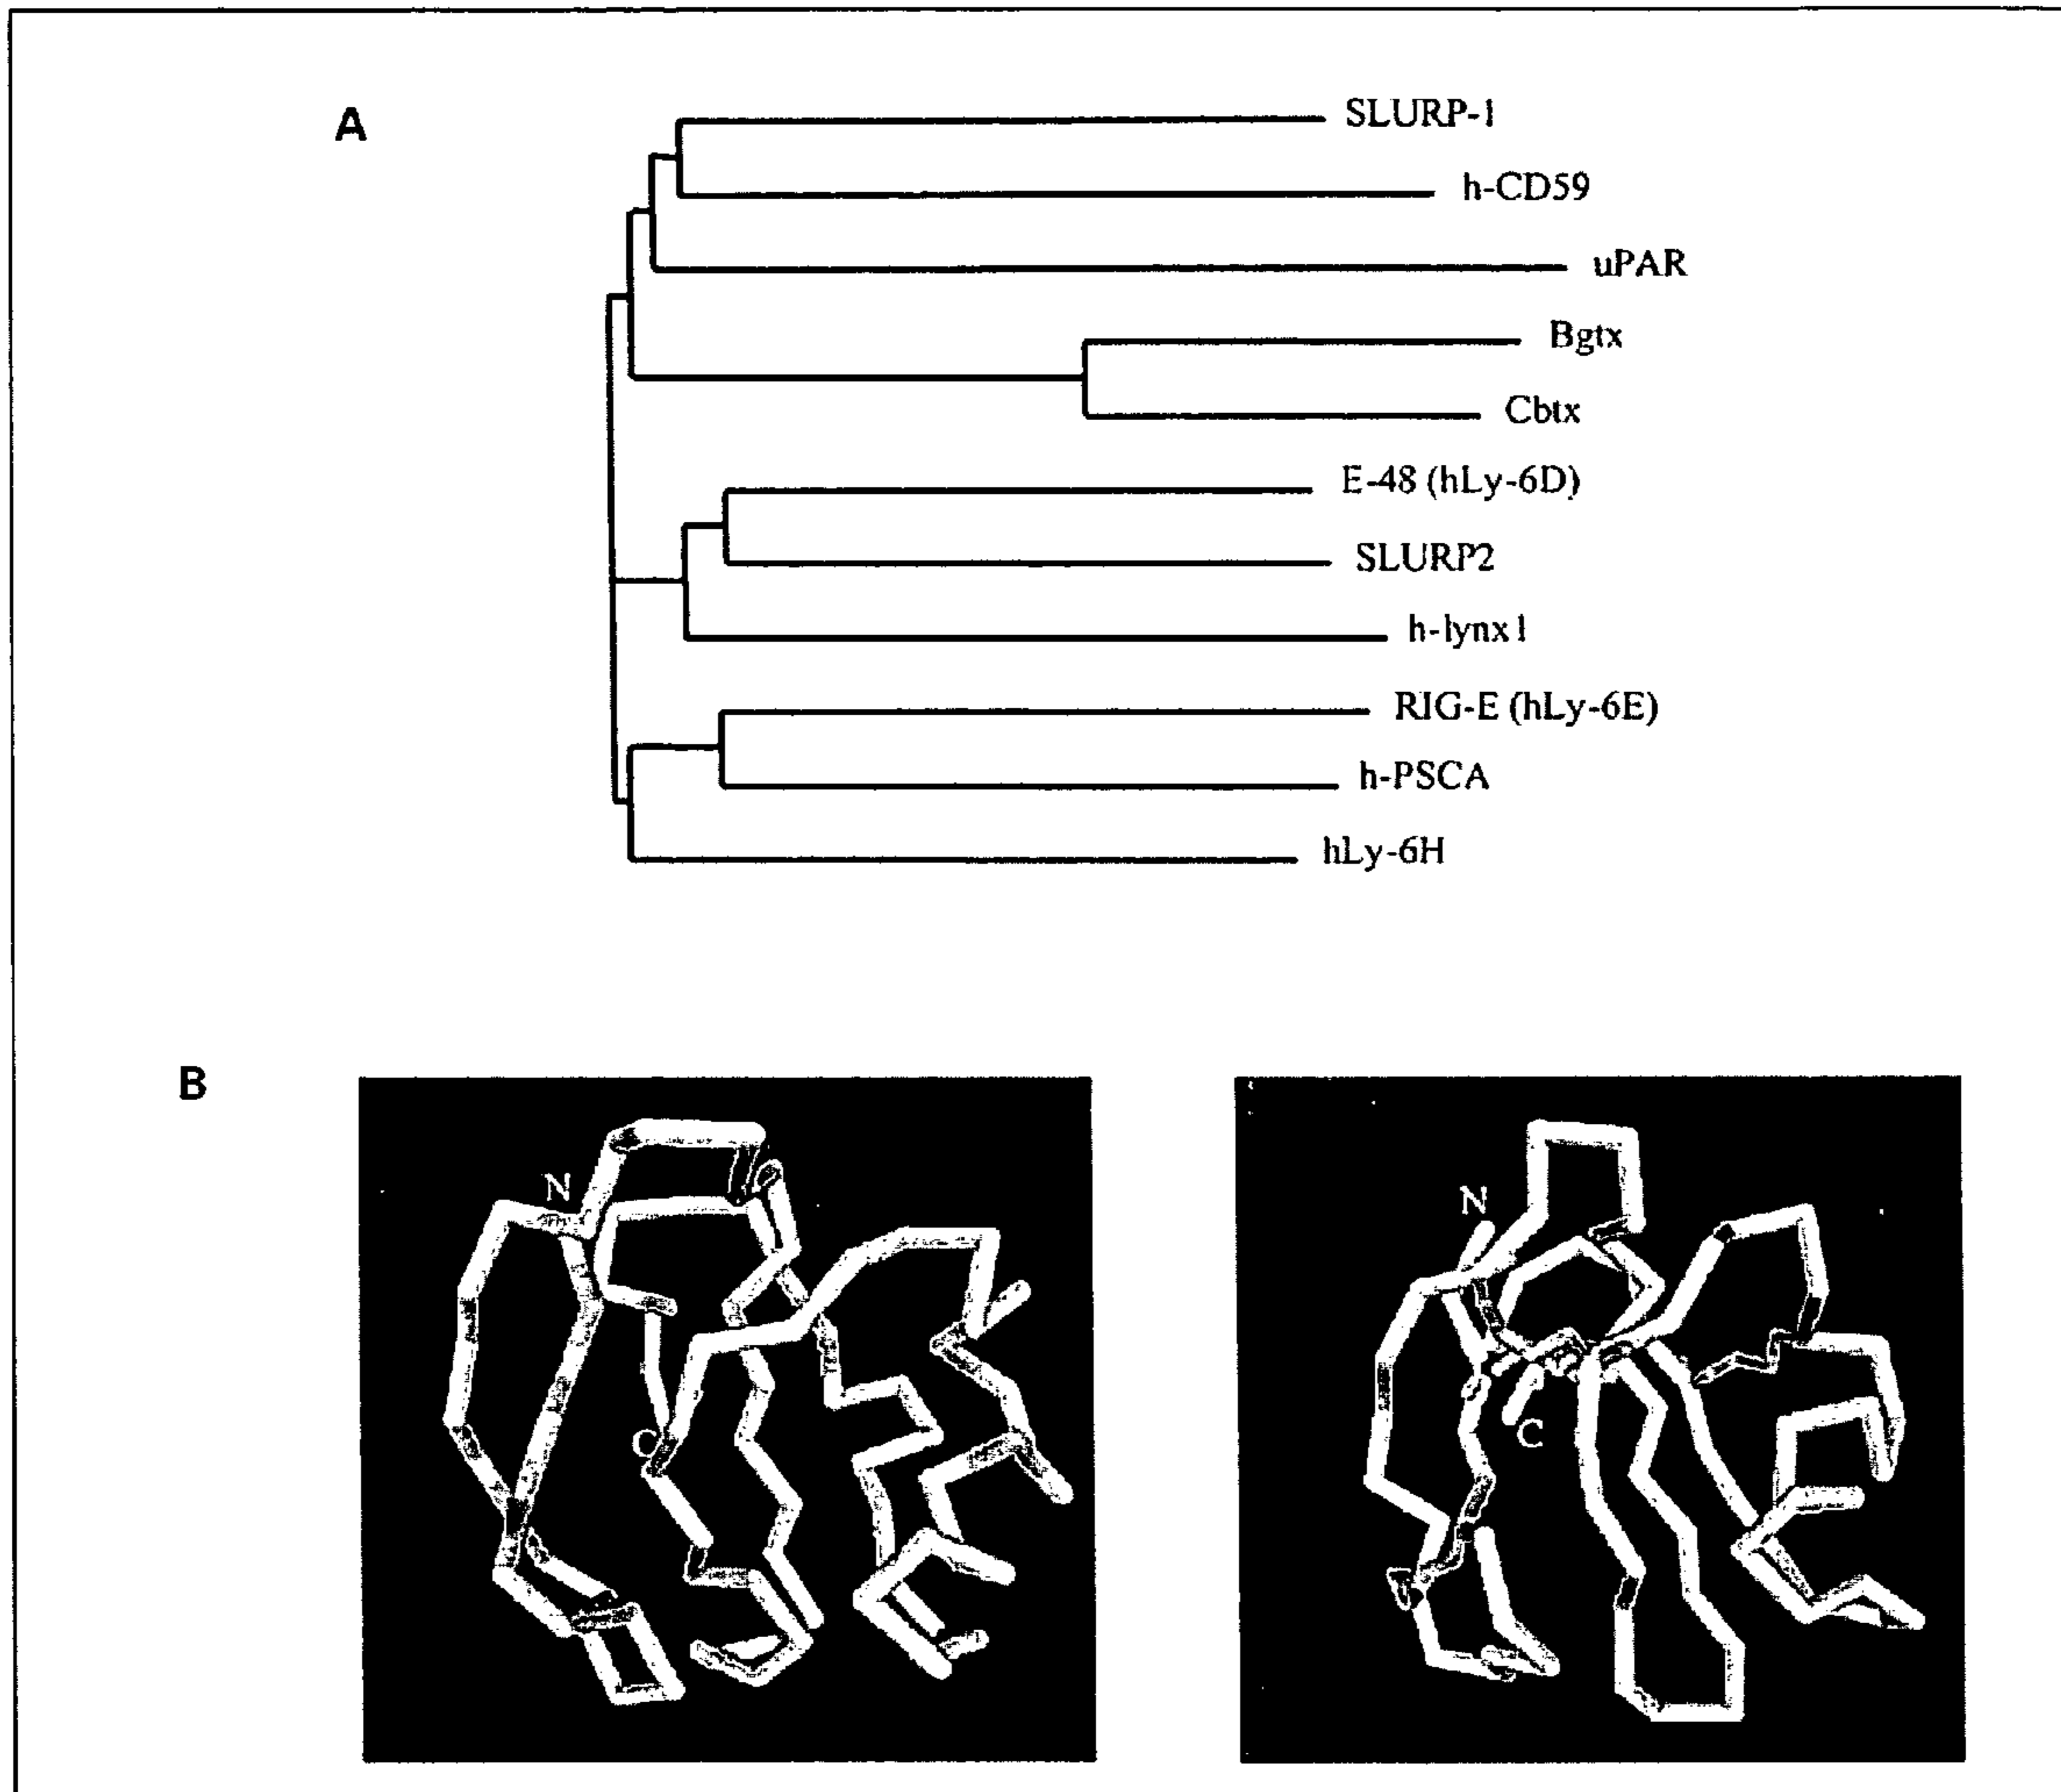 A
SLURP-1
h-CD59
uPAR
Bgtx
Cbtx
E-48 (hLy-6D)
SLURP2
h-lynx1
RIG-E (hLy-6E)
h-PSCA
hLy-6H
B
N
C
N
C